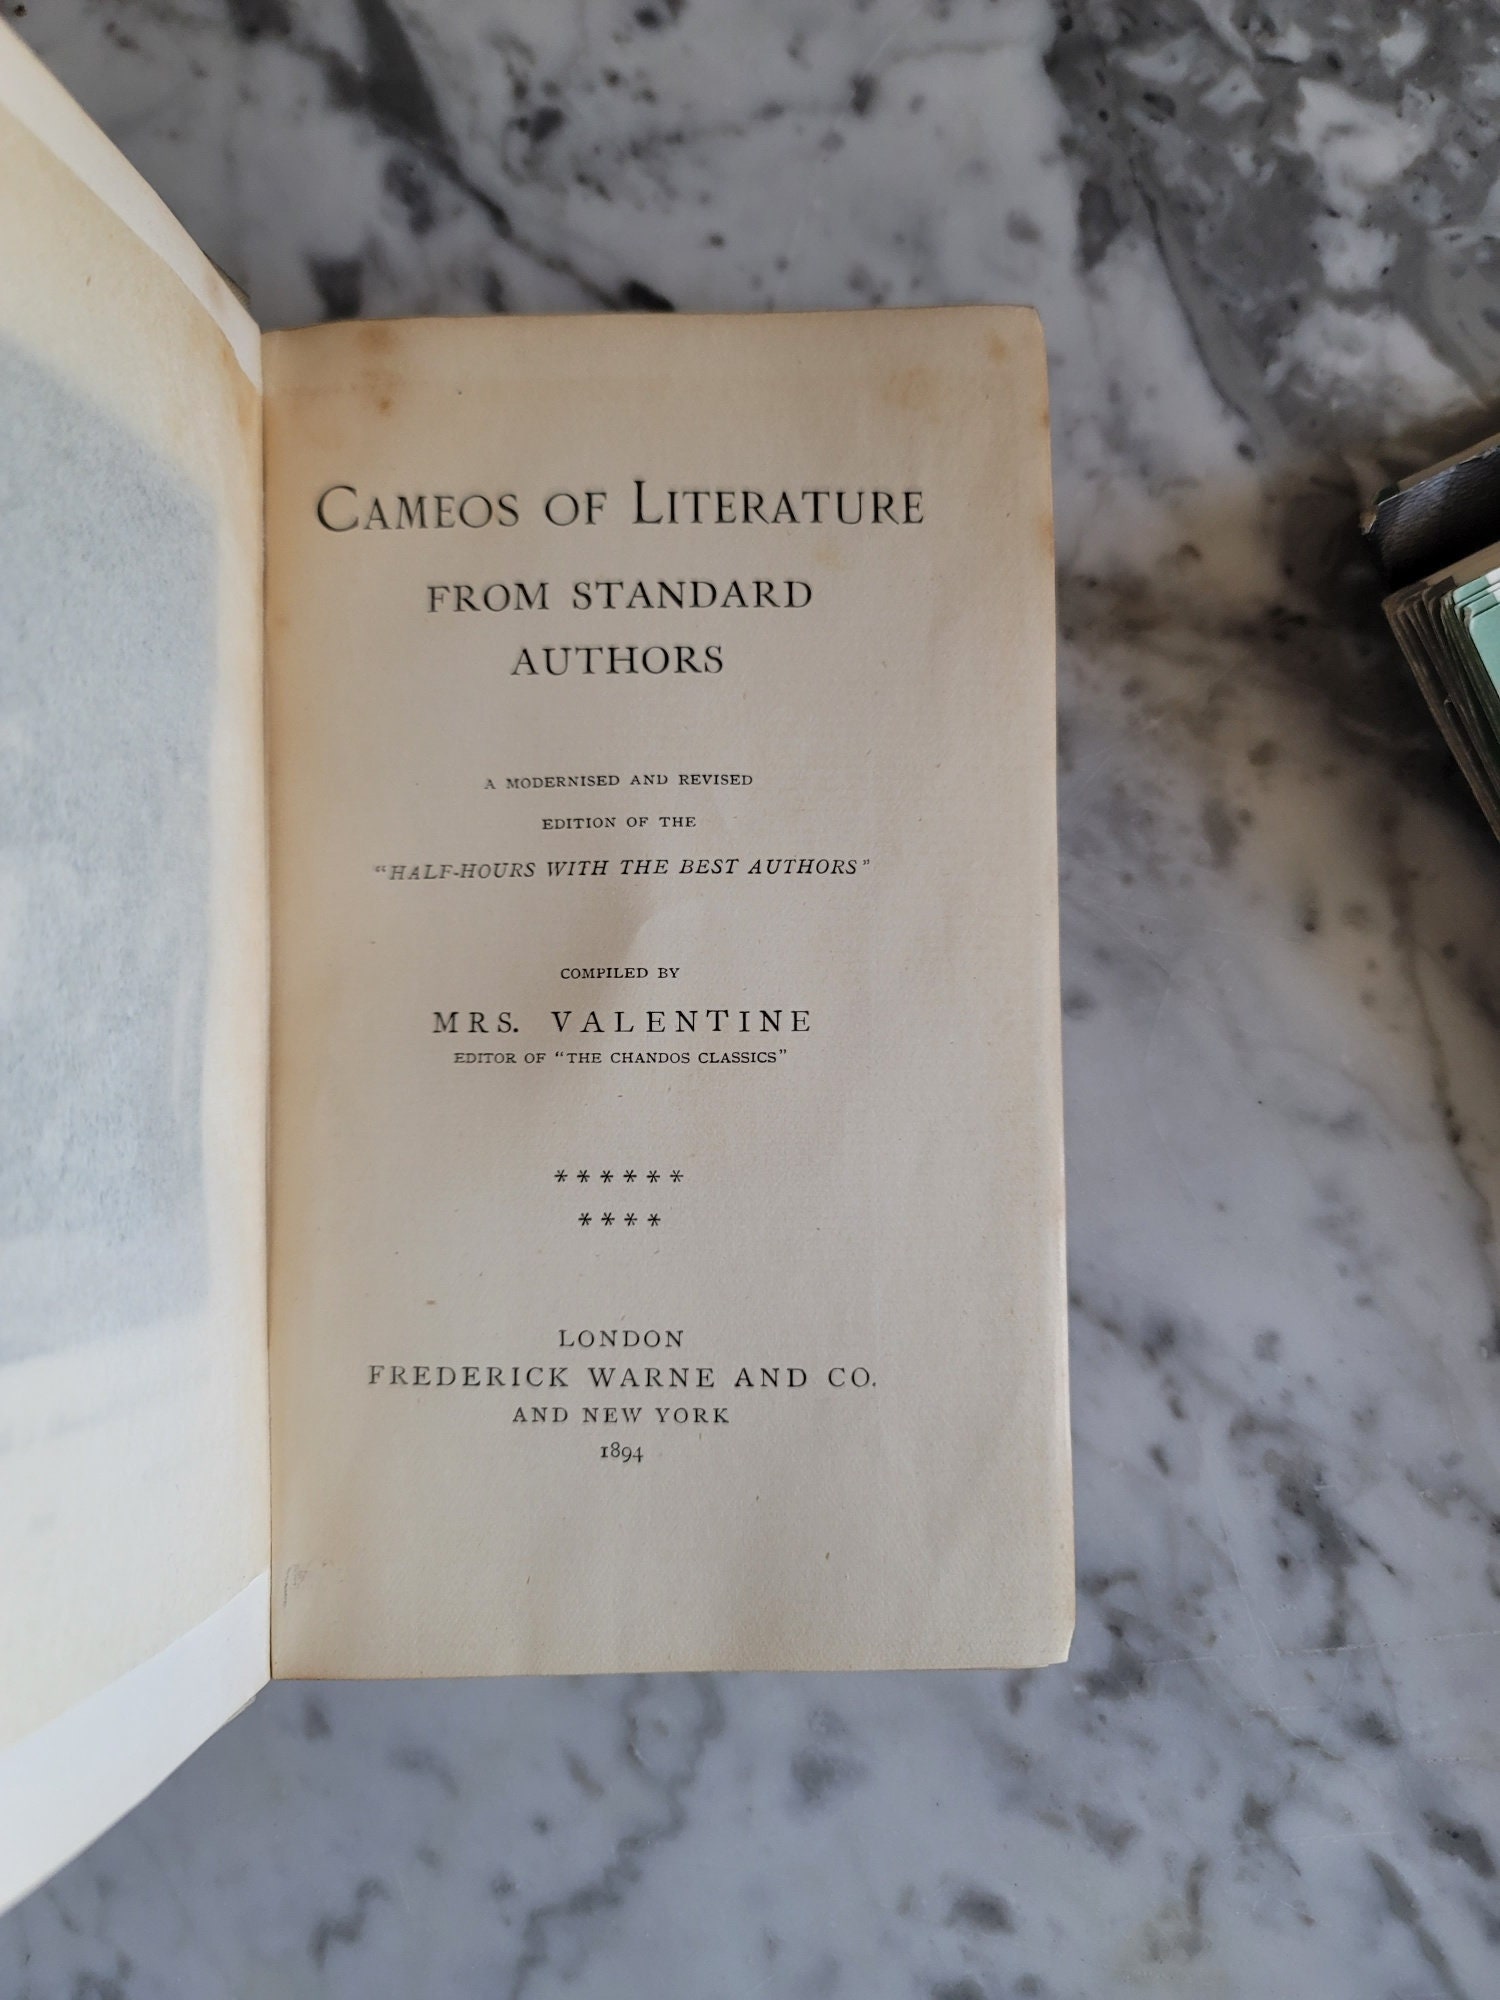 CAMEOS OF LITERATURE
FROM STANDARD
AUTHORS
A MODERNISED AND REVISED
EDITION OF THE
"HALF-HOURS WITH THE BEST AUTHORS"
COMPILED BY
MRS. VALENTINE
EDITOR OF "THE CHANDOS CLASSICS"
* * * * * *
* * * *
LONDON
FREDERICK WARNE AND CO.
AND NEW YORK
1894